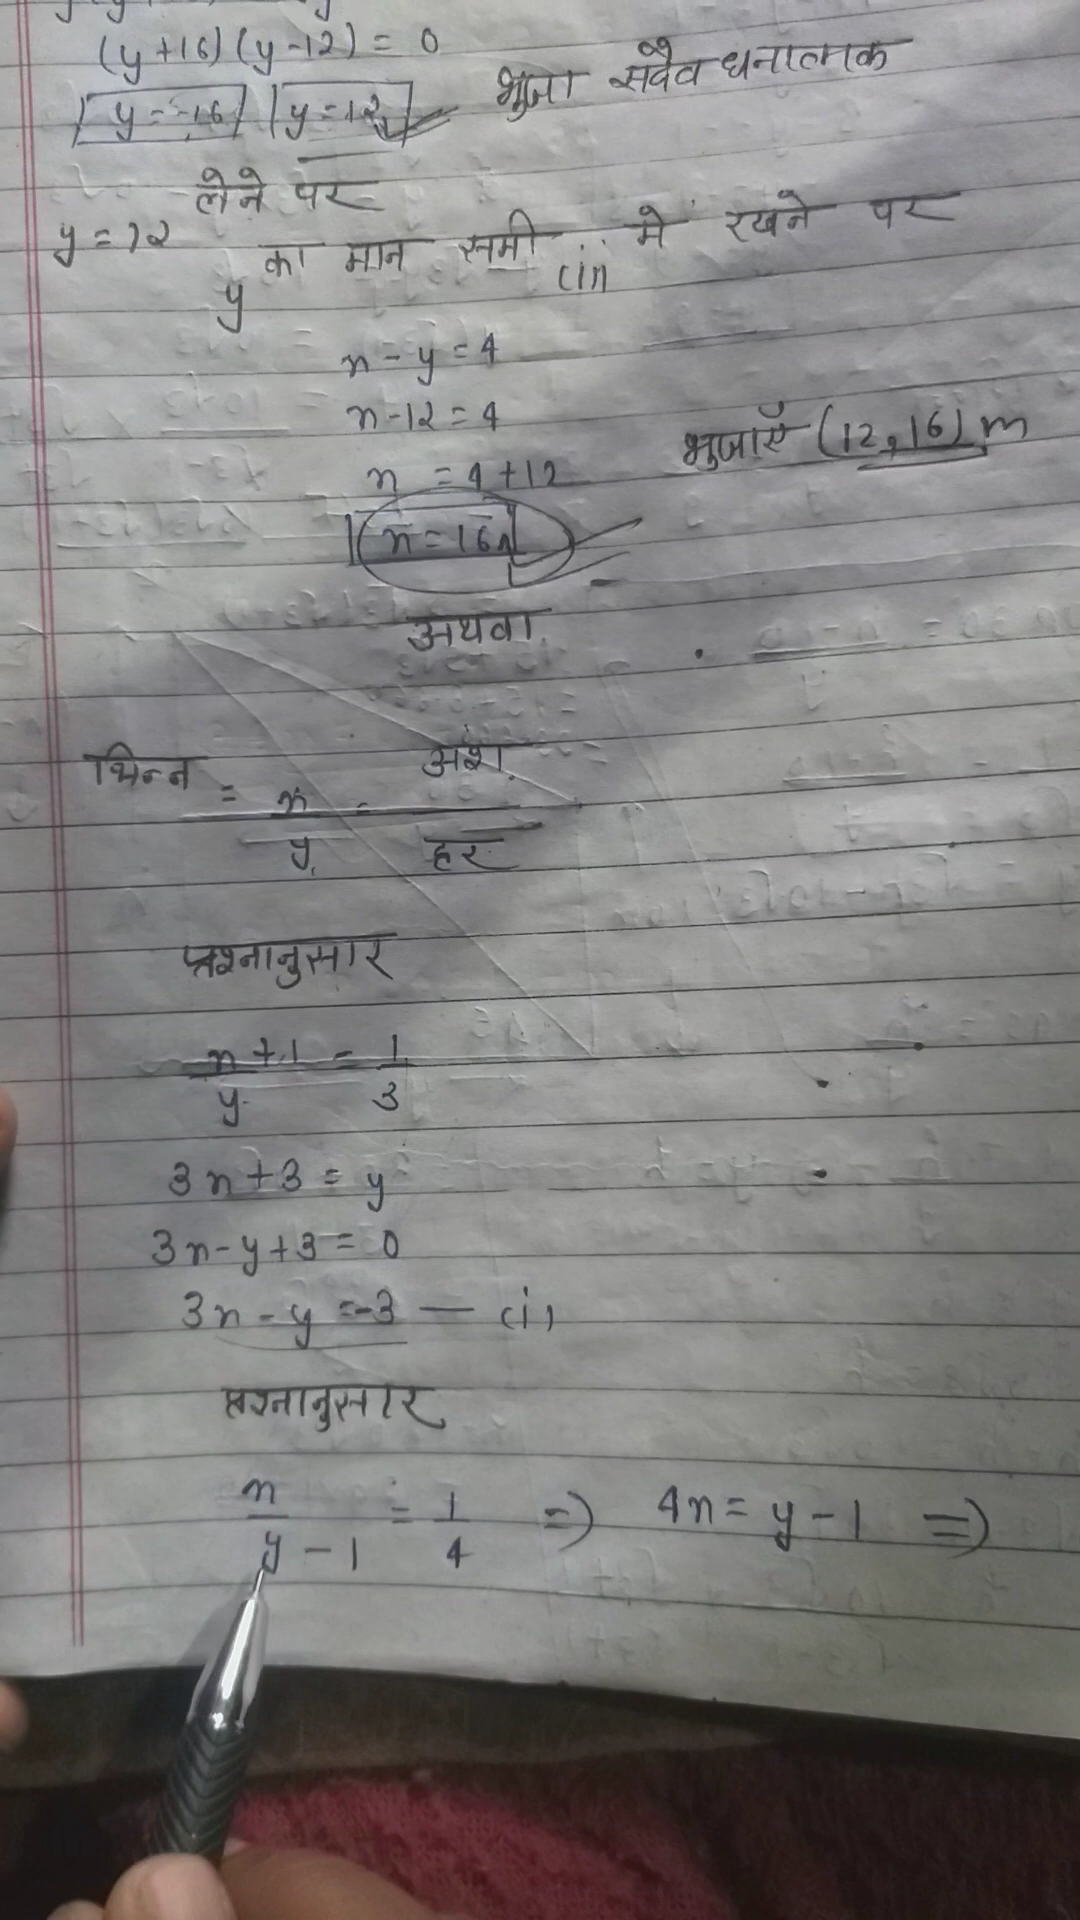 (y+16)(y-12) = 0
y = -16 y = 12 भुजा सदैव धनात्मक
लेने पर
y = 12
y का मान समी (i) मे रखने पर
x - y = 4
x - 12 = 4
x = 4 + 12 भुजाएँ (12, 16) m
x = 16
अथवा
भिन्न = x/y = अंश/हर
प्रश्नानुसार
x+1/y = 1/3
3x + 3 = y
3x - y + 3 = 0
3x - y = -3 — (i)
प्रश्नानुसार
x/y - 1 = 1/4 => 4x = y - 1 =>